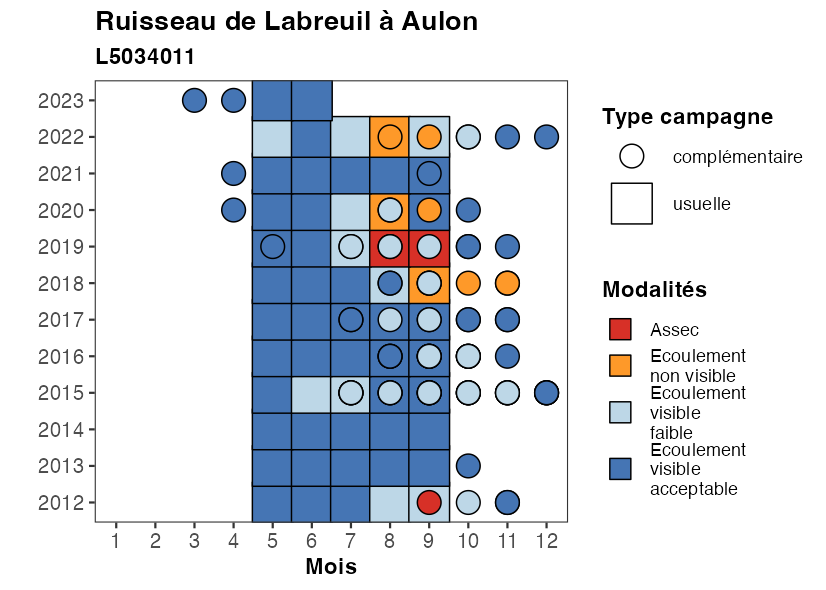 Ruisseau de Labreuil à Aulon
L5034011
2023
2022
2021
2020
2019
2018
2017
2016
2015
2014
2013
2012
1 2 3 4 5 6 7 8 9 10 11 12
Mois
Type campagne
complémentaire
usuelle
Modalités
Assec
Ecoulement
non visible
Ecoulement
visible
faible
Ecoulement
visible
acceptable